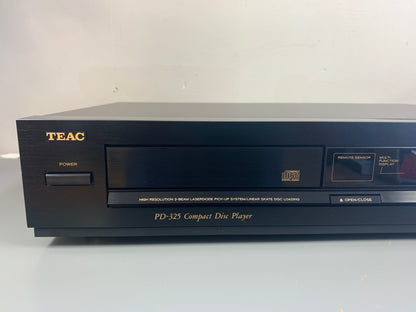 TEAC
POWER
REMOTE SENSOR
MULTI
FUNCTION
DISPLAY
HIGH RESOLUTION 3-BEAM LASERDIODE PICK-UP SYSTEM/LINEAR SKATE DISC LOADING
OPEN/CLOSE
PD-325 Compact Disc Player